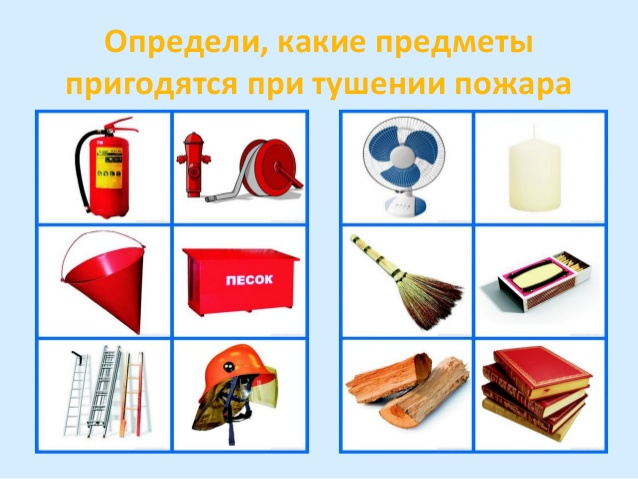 Определи, какие предметы
пригодятся при тушении пожара
ПЕСОК